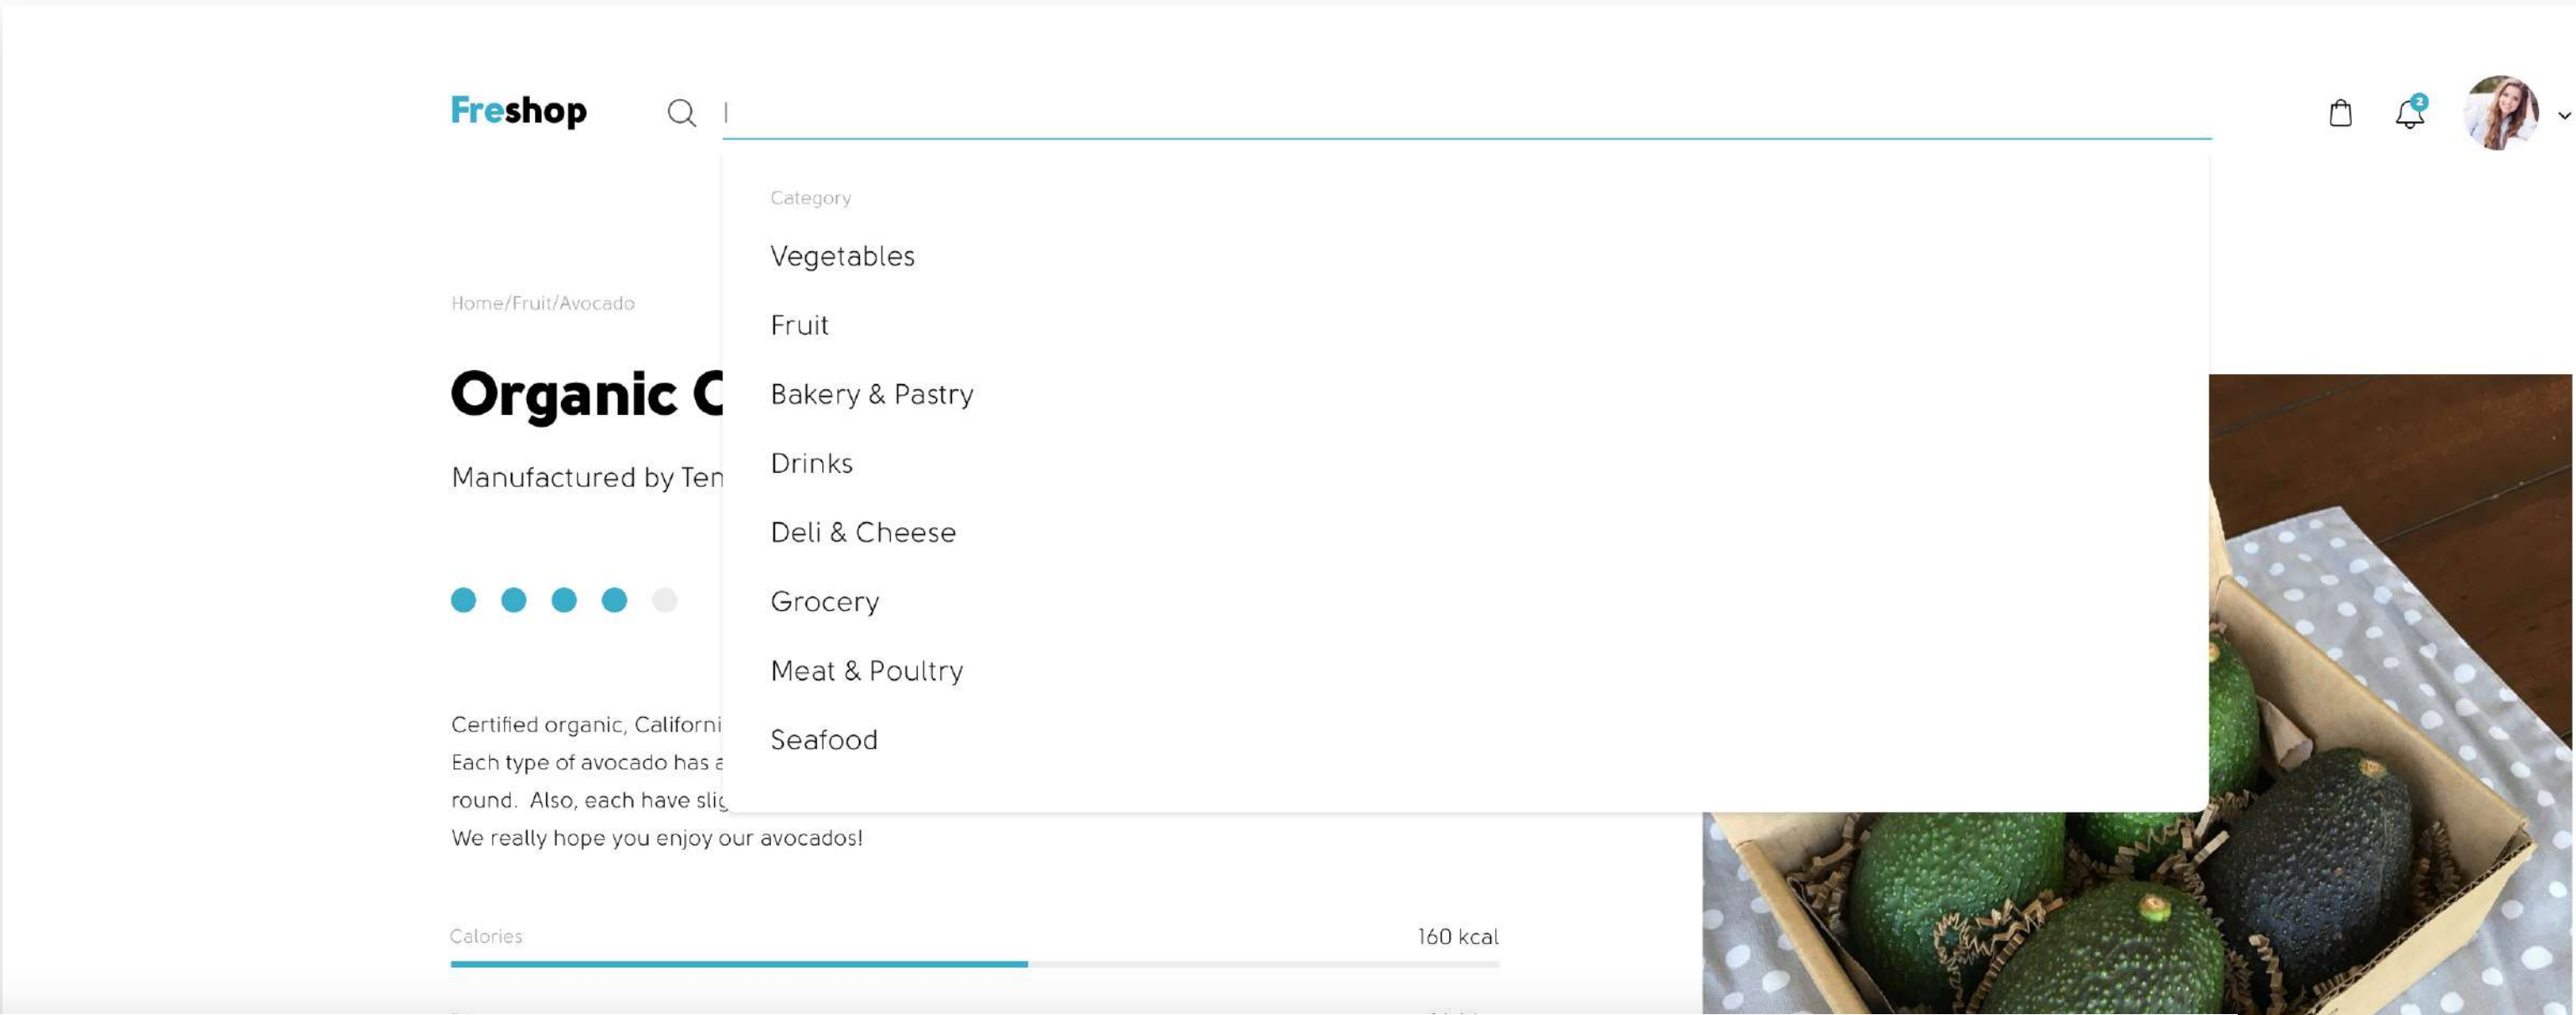 Freshop
2
Category
Vegetables
Home/Fruit/Avocado
Fruit
Organic
Bakery & Pastry
Manufactured by
Drinks
Deli & Cheese
Grocery
Meat & Poultry
Certified organic,
Seafood
Each type of avocado has
round. Also, each have
We really hope you enjoy our avocados!
Calories
160 kcal